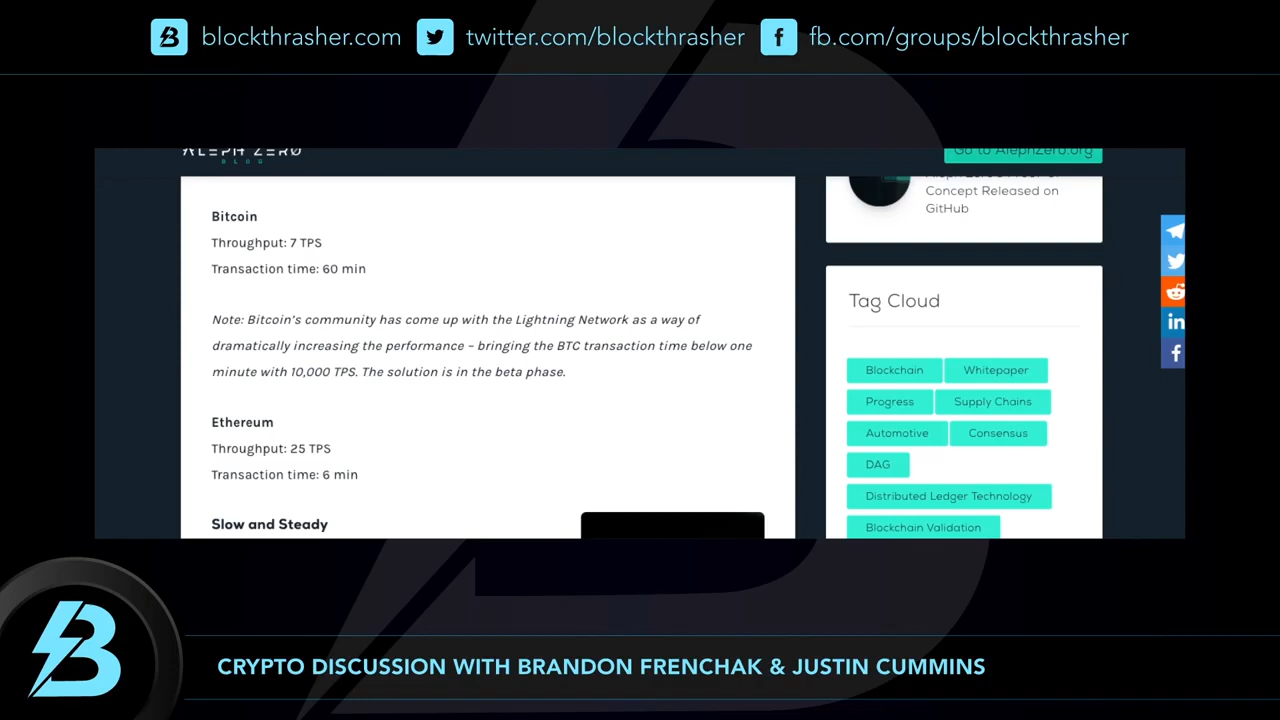 blockthrasher.com twitter.com/blockthrasher fb.com/groups/blockthrasher
ALEPH ZERO
BLOG
Go to AlephZero.org
Bitcoin
Throughput: 7 TPS
Transaction time: 60 min
Note: Bitcoin's community has come up with the Lightning Network as a way of
dramatically increasing the performance – bringing the BTC transaction time below one
minute with 10,000 TPS. The solution is in the beta phase.
Ethereum
Throughput: 25 TPS
Transaction time: 6 min
Slow and Steady
Concept Released on
GitHub
Tag Cloud
Blockchain Whitepaper
Progress Supply Chains
Automotive Consensus
DAG
Distributed Ledger Technology
Blockchain Validation
CRYPTO DISCUSSION WITH BRANDON FRENCHAK & JUSTIN CUMMINS